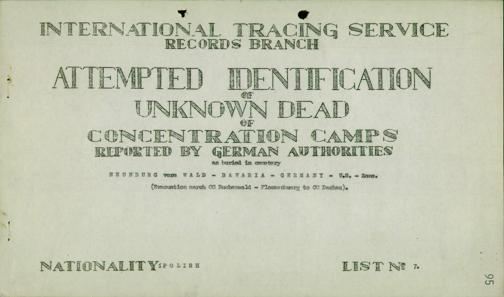 INTERNATIONAL TRACING SERVICE
RECORDS BRANCH
ATTEMPTED IDENTIFICATION
OF
UNKNOWN DEAD
OF
CONCENTRATION CAMPS
REPORTED BY GERMAN AUTHORITIES
as buried in cemetery
NEUNBURG vorm WALD - BAVARIA - GERMANY - U.S. - Zone.
(Evacuation march CC Buchenwald - Flossenbuerg to CC Dachau).
NATIONALITY: POLISH
LIST № 7.
95